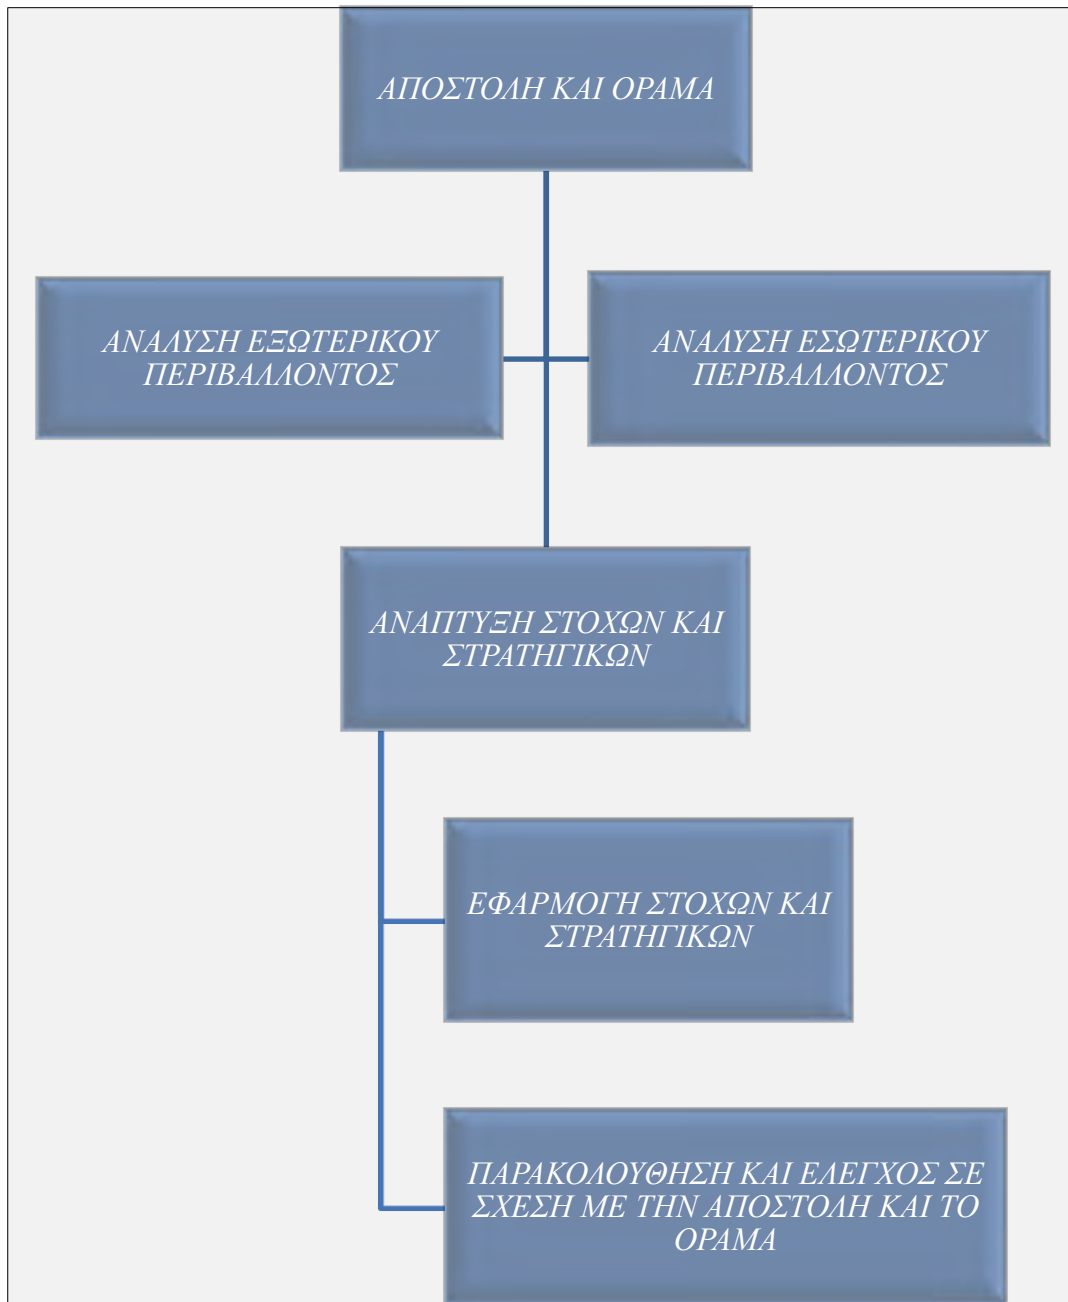 ΑΠΟΣΤΟΛΗ ΚΑΙ ΟΡΑΜΑ
ΑΝΑΛΥΣΗ ΕΞΩΤΕΡΙΚΟΥ
ΠΕΡΙΒΑΛΛΟΝΤΟΣ
ΑΝΑΛΥΣΗ ΕΣΩΤΕΡΙΚΟΥ
ΠΕΡΙΒΑΛΛΟΝΤΟΣ
ΑΝΑΠΤΥΞΗ ΣΤΟΧΩΝ ΚΑΙ
ΣΤΡΑΤΗΓΙΚΩΝ
ΕΦΑΡΜΟΓΗ ΣΤΟΧΩΝ ΚΑΙ
ΣΤΡΑΤΗΓΙΚΩΝ
ΠΑΡΑΚΟΛΟΥΘΗΣΗ ΚΑΙ ΕΛΕΓΧΟΣ ΣΕ
ΣΧΕΣΗ ΜΕ ΤΗΝ ΑΠΟΣΤΟΛΗ ΚΑΙ ΤΟ
ΟΡΑΜΑ